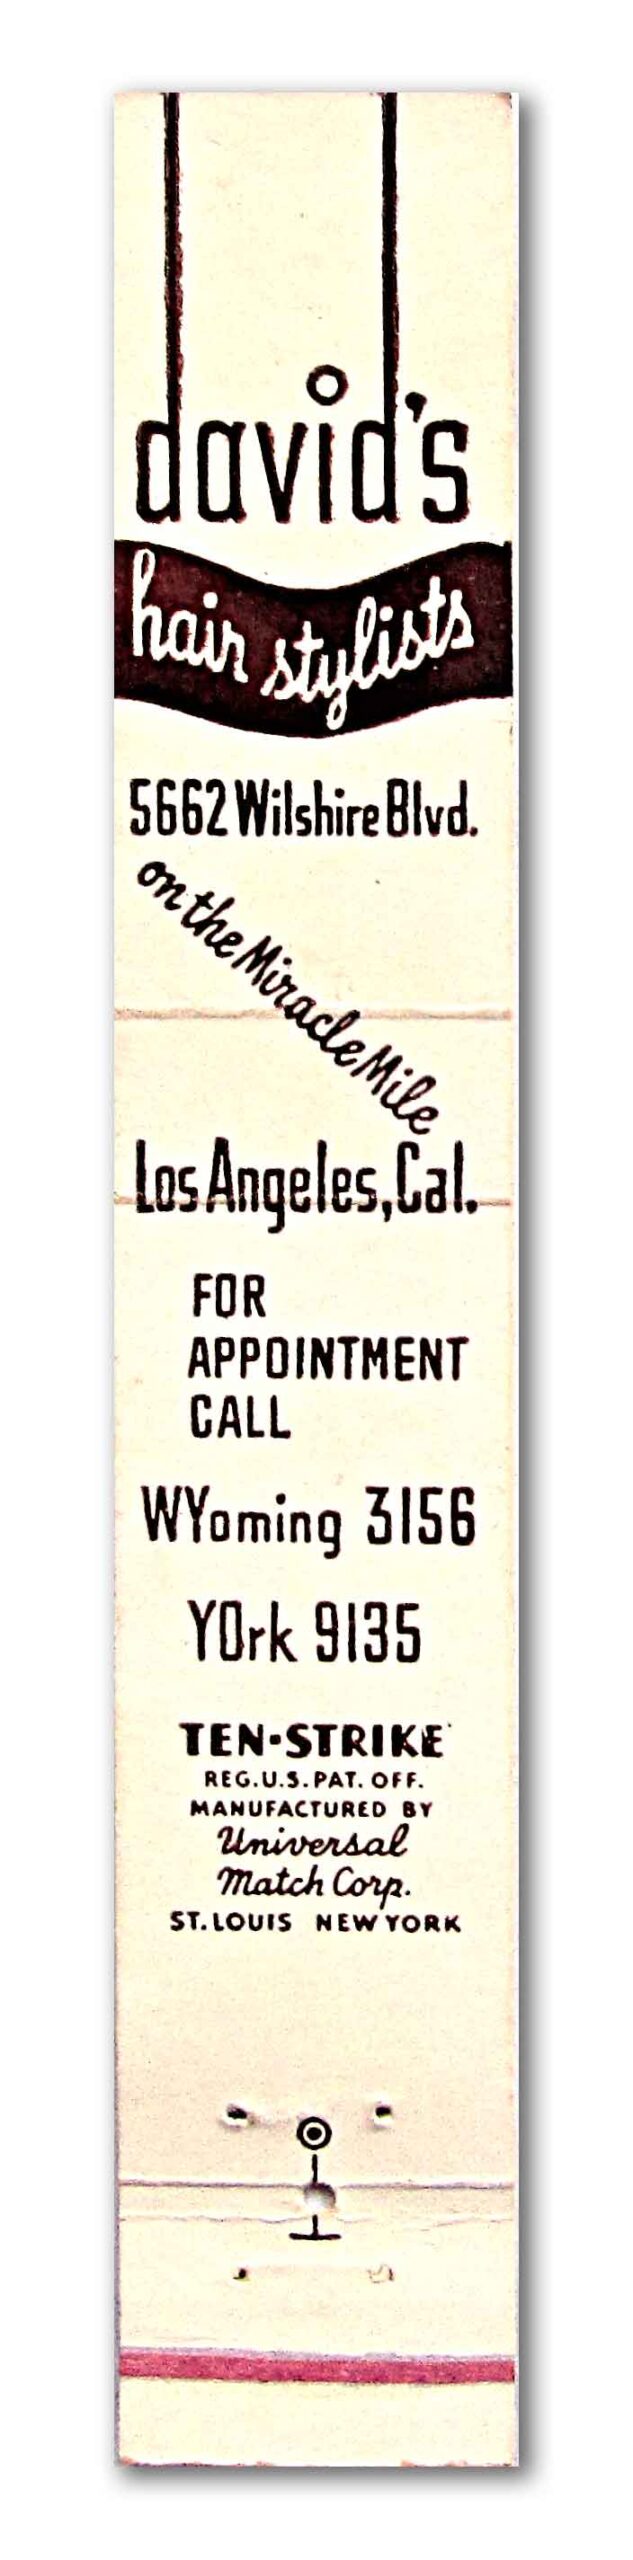 david's
hair stylists
5662 Wilshire Blvd.
on the Miracle Mile
Los Angeles, Cal.
FOR
APPOINTMENT
CALL
WYoming 3156
YOrk 9135
TEN-STRIKE
REG. U.S. PAT. OFF.
MANUFACTURED BY
Universal
Match Corp.
ST. LOUIS NEW YORK